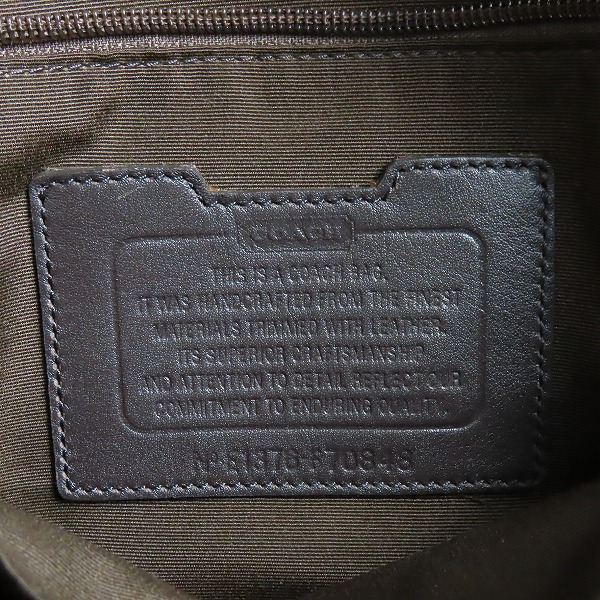 COACH
THIS IS A COACH BAG.
IT WAS HANDCRAFTED FROM THE FINEST
MATERIALS TRIMMED WITH LEATHER.
ITS SUPERIOR CRAFTSMANSHIP
AND ATTENTION TO DETAIL REFLECT OUR
COMMITMENT TO ENDURING QUALITY.
No